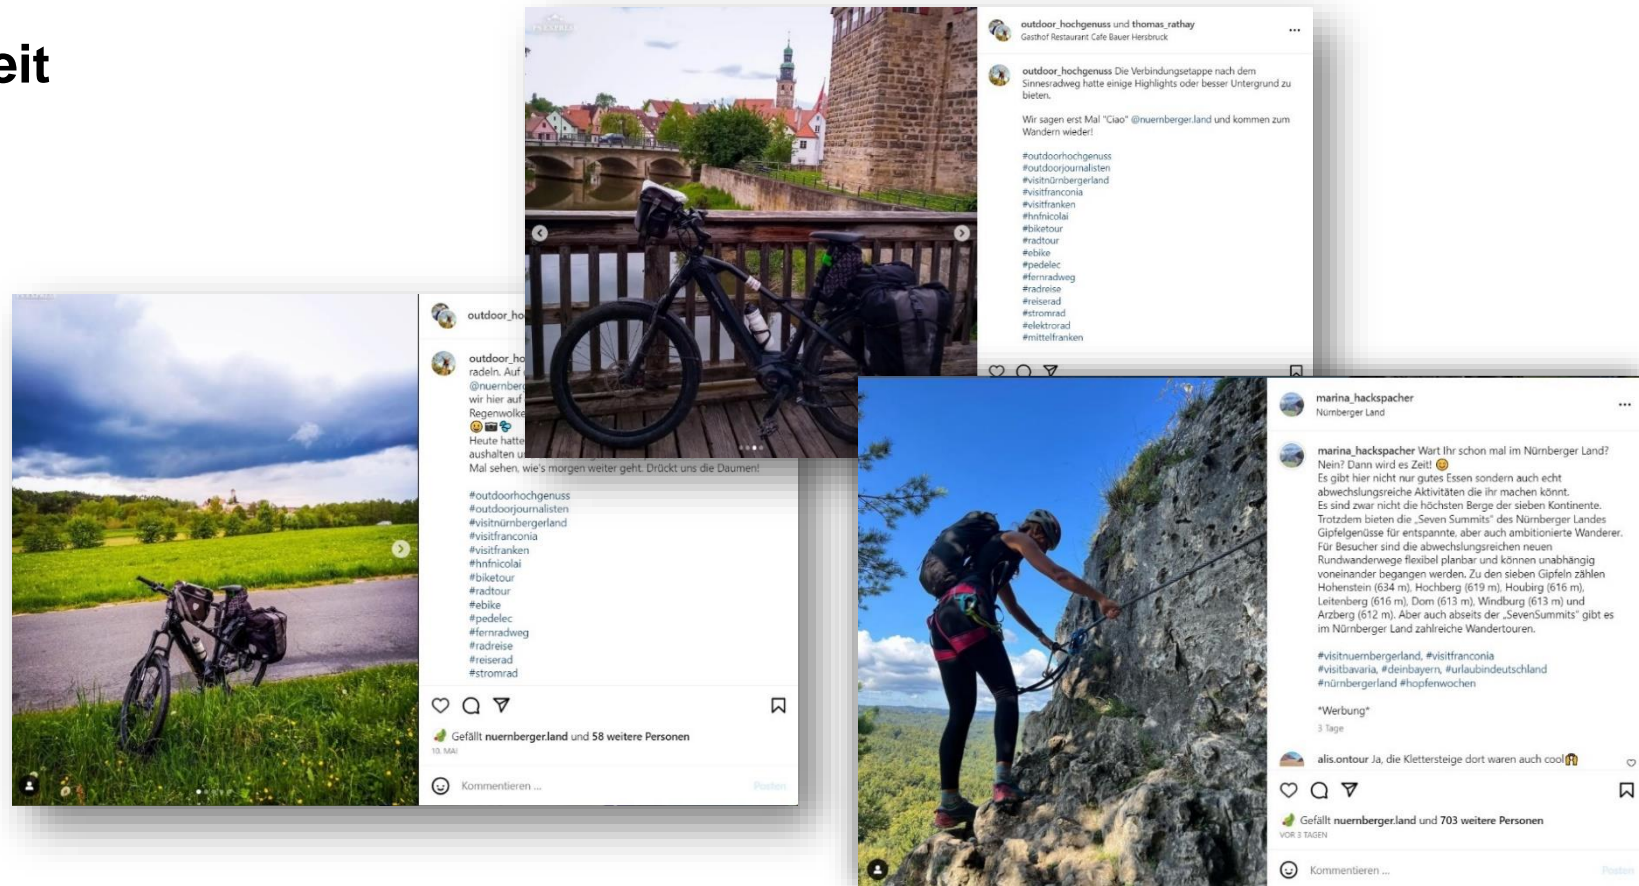 eit
outdoor_hochgenuss und thomas_rathay
Gasthof Restaurant Cafe Bauer Hersbruck
outdoor_hochgenuss Die Verbindungsetappe nach dem
Sinnesradweg hatte einige Highlights oder besser Untergrund zu
bieten.
Wir sagen erst Mal "Ciao" @nuernberger.land und kommen zum
Wandern wieder!
#outdoorhochgenuss
#outdoorjournalisten
#visitnürnbergerland
#visitfranconia
#visitfranken
#hnfnicolai
#biketour
#radtour
#ebike
#pedelec
#fernradweg
#radreise
#reiserad
#stromrad
#elektrorad
#mittelfranken
outdoor_ho
outdoor_ho
radeln. Auf
@nuernberg
wir hier auf
Regenwolke
Heute hatte
aushalten u
Mal sehen, wie's morgen weiter geht. Drückt uns die Daumen!
#outdoorhochgenuss
#outdoorjournalisten
#visitnürnbergerland
#visitfranconia
#visitfranken
#hnfnicolai
#biketour
#radtour
#ebike
#pedelec
#fernradweg
#radreise
#reiserad
#stromrad
Gefällt nuernberger.land und 58 weitere Personen
10. MAI
Kommentieren ...
Posten
marina_hackspacher
Nürnberger Land
marina_hackspacher Wart Ihr schon mal im Nürnberger Land?
Nein? Dann wird es Zeit! 😊
Es gibt hier nicht nur gutes Essen sondern auch echt
abwechslungsreiche Aktivitäten die ihr machen könnt.
Es sind zwar nicht die höchsten Berge der sieben Kontinente.
Trotzdem bieten die „Seven Summits" des Nürnberger Landes
Gipfelgenüsse für entspannte, aber auch ambitionierte Wanderer.
Für Besucher sind die abwechslungsreichen neuen
Rundwanderwege flexibel planbar und können unabhängig
voneinander begangen werden. Zu den sieben Gipfeln zählen
Hohenstein (634 m), Hochberg (619 m), Houbirg (616 m),
Leitenberg (616 m), Dom (613 m), Windburg (613 m) und
Arzberg (612 m). Aber auch abseits der „SevenSummits" gibt es
im Nürnberger Land zahlreiche Wandertouren.
#visitnuernbergerland, #visitfranconia
#visitbavaria, #deinbayern, #urlaubindeutschland
#nürnbergerland #hopfenwochen
*Werbung*
3 Tage
alis.ontour Ja, die Klettersteige dort waren auch cool🙌
Gefällt nuernberger.land und 703 weitere Personen
VOR 3 TAGEN
Kommentieren ...
Posten